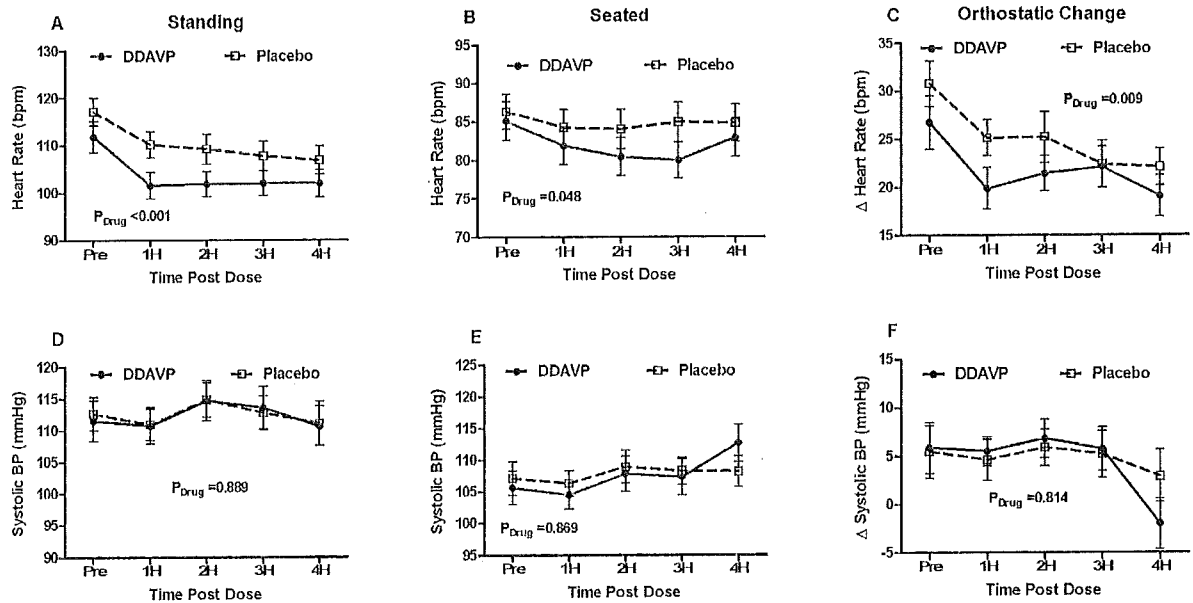 A Standing
130
DDAVP Placebo
120
110
100
90
Heart Rate (bpm)
P_Drug <0.001
Pre 1H 2H 3H 4H
Time Post Dose
B Seated
95
DDAVP Placebo
90
85
80
75
70
Heart Rate (bpm)
P_Drug =0.048
Pre 1H 2H 3H 4H
Time Post Dose
C Orthostatic Change
35
DDAVP Placebo
30
25
20
15
Δ Heart Rate (bpm)
P_Drug =0.009
Pre 1H 2H 3H 4H
Time Post Dose
D
120
DDAVP Placebo
115
110
105
100
95
90
Systolic BP (mmHg)
P_Drug =0.889
Pre 1H 2H 3H 4H
Time Post Dose
E
125
DDAVP Placebo
120
115
110
105
100
95
Systolic BP (mmHg)
P_Drug =0.869
Pre 1H 2H 3H 4H
Time Post Dose
F
15
DDAVP Placebo
10
5
0
-5
Δ Systolic BP (mmHg)
P_Drug =0.814
Pre 1H 2H 3H 4H
Time Post Dose